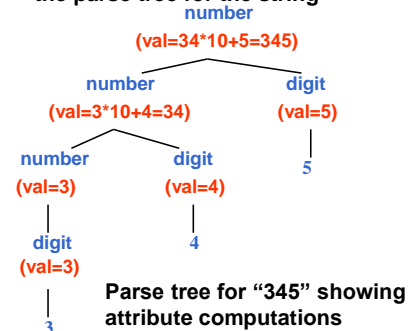 the parse tree for the string
number
(val=34*10+5=345)
number digit
(val=3*10+4=34) (val=5)
number digit 5
(val=3) (val=4)
digit 4
(val=3)
Parse tree for “345” showing
3 attribute computations